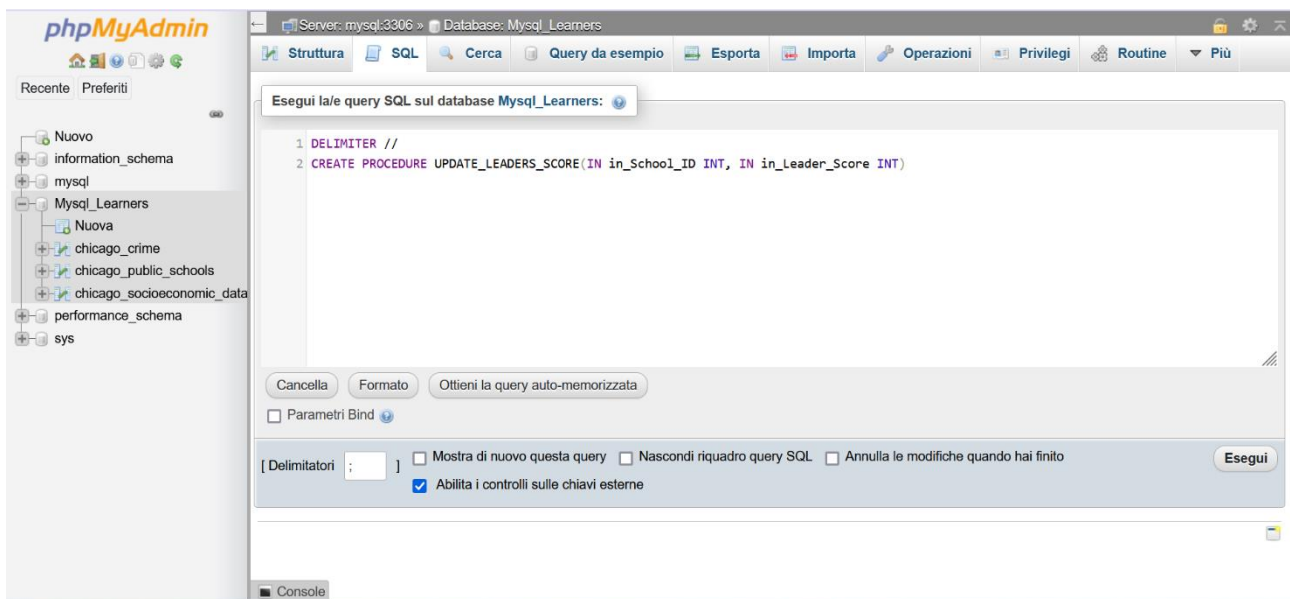 phpMyAdmin
Recente Preferiti
Nuovo
information_schema
mysql
Mysql_Learners
Nuova
chicago_crime
chicago_public_schools
chicago_socioeconomic_data
performance_schema
sys
Server: mysql:3306 » Database: Mysql_Learners
Struttura SQL Cerca Query da esempio Esporta Importa Operazioni Privilegi Routine Più
Esegui la/e query SQL sul database Mysql_Learners:
1 DELIMITER //
2 CREATE PROCEDURE UPDATE_LEADERS_SCORE(IN in_School_ID INT, IN in_Leader_Score INT)
Cancella Formato Ottieni la query auto-memorizzata
Parametri Bind
[ Delimitatori ; ] Mostra di nuovo questa query Nascondi riquadro query SQL Annulla le modifiche quando hai finito Esegui
Abilita i controlli sulle chiavi esterne
Console